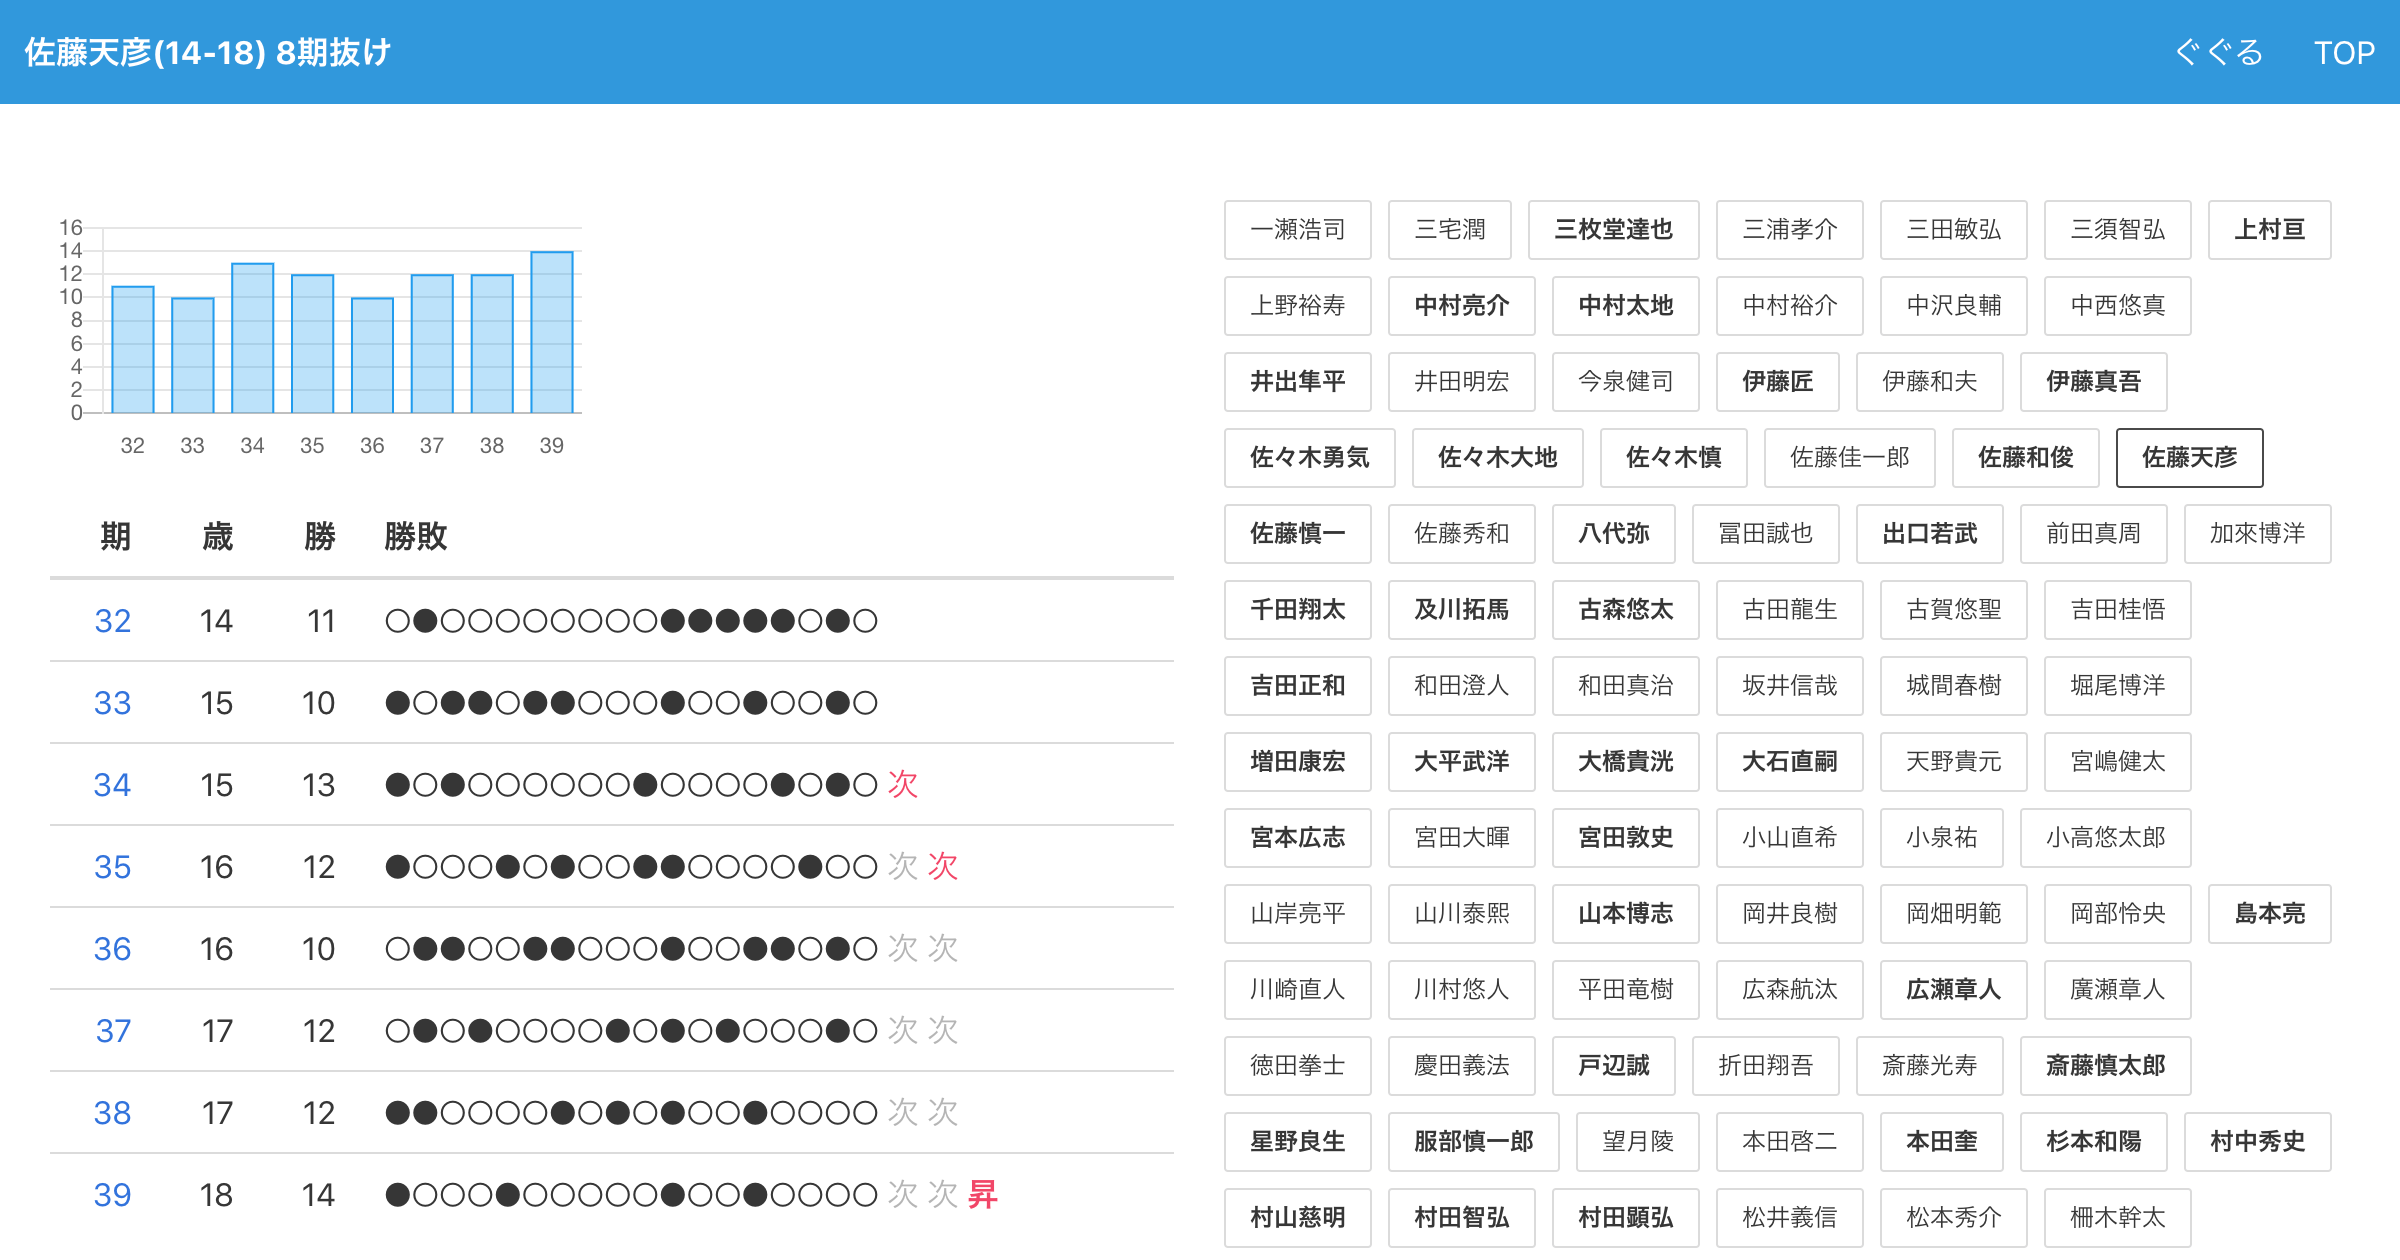 佐藤天彦(14-18) 8期抜け ぐぐる TOP
16
14
12
10
8
6
4
2
0
32 33 34 35 36 37 38 39
期 歳 勝 勝敗
32 14 11 ○●○○○○○○○○●●●●●○●○
33 15 10 ●○●●○●●○○○●○○●○○●○
34 15 13 ●○●○○○○○○●○○○○●○●○ 次
35 16 12 ●○○○●○●○○●●○○○○●○○ 次 次
36 16 10 ○●●○○●●○○○●○○●●○●○ 次 次
37 17 12 ○●○●○○○○●○●○●○○○●○ 次 次
38 17 12 ●●○○○○●○●○●○○●○○○○ 次 次
39 18 14 ●○○○●○○○○○●○○●○○○○ 次 次 昇
一瀬浩司 三宅潤 三枚堂達也 三浦孝介 三田敏弘 三須智弘 上村亘
上野裕寿 中村亮介 中村太地 中村裕介 中沢良輔 中西悠真
井出隼平 井田明宏 今泉健司 伊藤匠 伊藤和夫 伊藤真吾
佐々木勇気 佐々木大地 佐々木慎 佐藤佳一郎 佐藤和俊 佐藤天彦
佐藤慎一 佐藤秀和 八代弥 冨田誠也 出口若武 前田真周 加來博洋
千田翔太 及川拓馬 古森悠太 古田龍生 古賀悠聖 吉田桂悟
吉田正和 和田澄人 和田真治 坂井信哉 城間春樹 堀尾博洋
増田康宏 大平武洋 大橋貴洸 大石直嗣 天野貴元 宮嶋健太
宮本広志 宮田大暉 宮田敦史 小山直希 小泉祐 小高悠太郎
山岸亮平 山川泰熙 山本博志 岡井良樹 岡畑明範 岡部怜央 島本亮
川崎直人 川村悠人 平田竜樹 広森航汰 広瀬章人 廣瀬章人
徳田拳士 慶田義法 戸辺誠 折田翔吾 斎藤光寿 斎藤慎太郎
星野良生 服部慎一郎 望月陵 本田啓二 本田奎 杉本和陽 村中秀史
村山慈明 村田智弘 村田顕弘 松井義信 松本秀介 柵木幹太